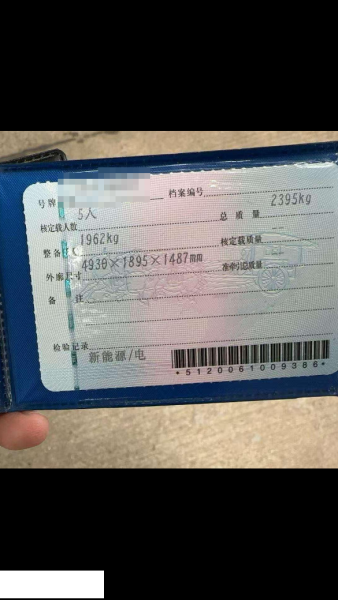 号牌
档案编号
核定载人数 5人 总质量 2395kg
整备质量 1962kg 核定载质量
外廓尺寸 4930×1895×1487mm 准牵引总质量
备注
检验记录 新能源/电
*5120061009386*